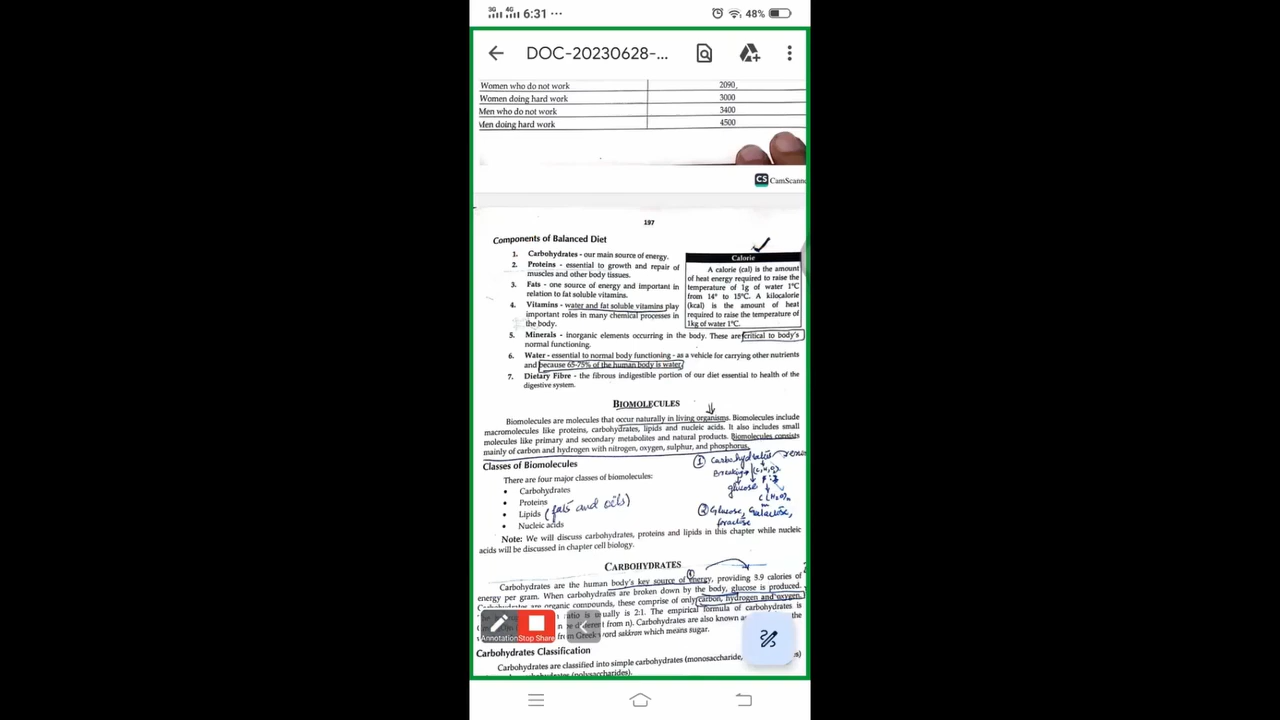 3G 4G 6:31 ... 48%
DOC-20230628-...
Women who do not work 2090
Women doing hard work 3000
Men who do not work 3400
Men doing hard work 4500
CS CamScanne
197
Components of Balanced Diet
1. Carbohydrates - our main source of energy.
2. Proteins - essential to growth and repair of
muscles and other body tissues.
3. Fats - one source of energy and important in
relation to fat soluble vitamins.
4. Vitamins - water and fat soluble vitamins play
important roles in many chemical processes in
the body.
Calorie
A calorie (cal) is the amount
of heat energy required to raise the
temperature of 1g of water 1°C
from 14° to 15°C. A kilocalorie
(kcal) is the amount of heat
required to raise the temperature of
1kg of water 1°C.
5. Minerals - inorganic elements occurring in the body. These are critical to body's
normal functioning.
6. Water - essential to normal body functioning - as a vehicle for carrying other nutrients
and because 65-75% of the human body is water.
7. Dietary Fibre - the fibrous indigestible portion of our diet essential to health of the
digestive system.
BIOMOLECULES
Biomolecules are molecules that occur naturally in living organisms. Biomolecules include
macromolecules like proteins, carbohydrates, lipids and nucleic acids. It also includes small
molecules like primary and secondary metabolites and natural products. Biomolecules consists
mainly of carbon and hydrogen with nitrogen, oxygen, sulphur, and phosphorus.
Classes of Biomolecules
There are four major classes of biomolecules:
• Carbohydrates
• Proteins
• Lipids (fats and oils)
• Nucleic acids
① Carbohydrates
Breaking (C,H,O)
glucose
C(H2O)n
② Glucose, Galactose,
fructose
Note: We will discuss carbohydrates, proteins and lipids in this chapter while nucleic
acids will be discussed in chapter cell biology.
CARBOHYDRATES
Carbohydrates are the human body's key source of energy, providing 3.9 calories of
energy per gram. When carbohydrates are broken down by the body, glucose is produced.
Carbohydrates are organic compounds, these comprise of only carbon, hydrogen and oxygen.
ratio is usually is 2:1. The empirical formula of carbohydrates is
from n). Carbohydrates are also known the
from Greek word sakkron which means sugar.
Annotation Stop Share
Carbohydrates Classification
Carbohydrates are classified into simple carbohydrates (monosaccharide,
(polysaccharides).